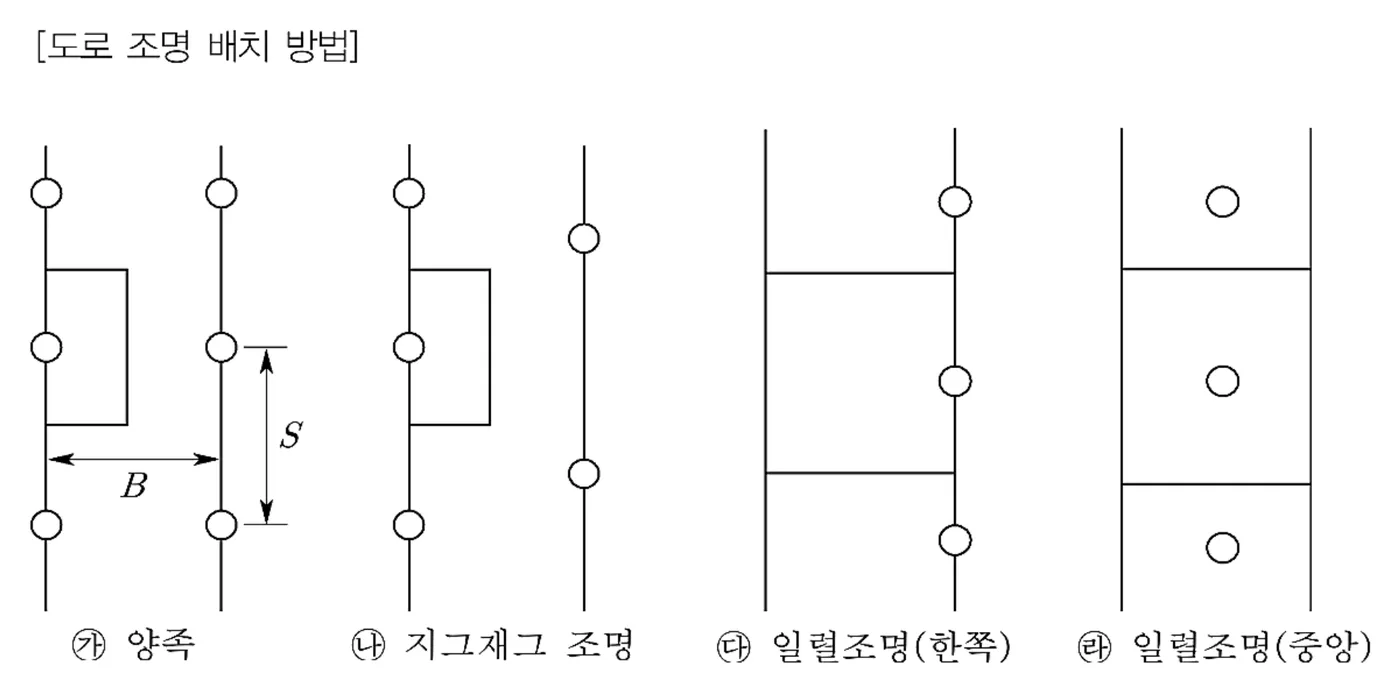 [도로 조명 배치 방법]
S
B
㉮ 양족
㉯ 지그재그 조명
㉰ 일렬조명(한쪽)
㉱ 일렬조명(중앙)